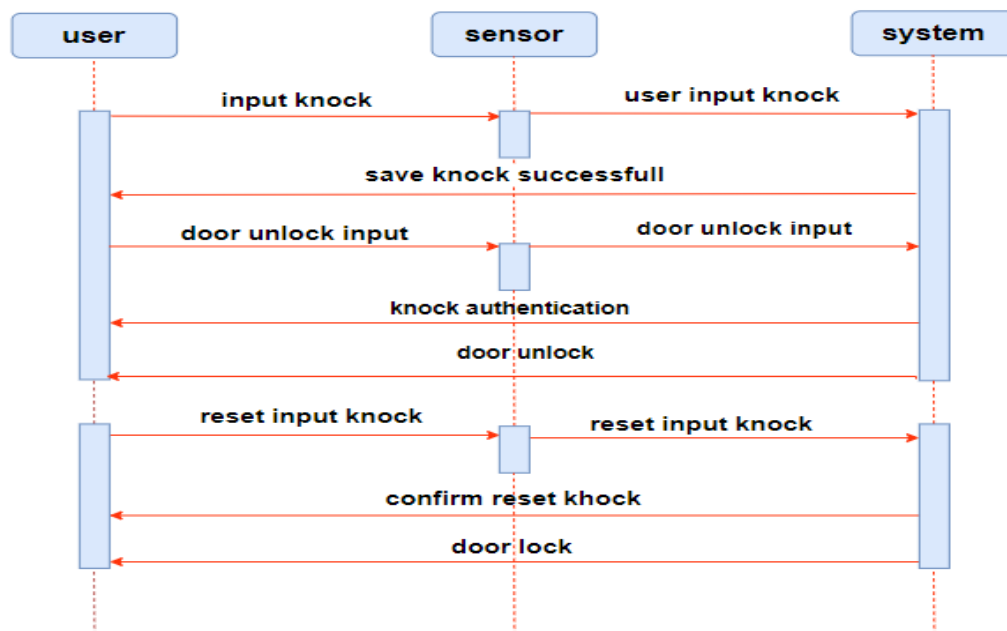 user
sensor
system
input knock
user input knock
save knock successfull
door unlock input
door unlock input
knock authentication
door unlock
reset input knock
reset input knock
confirm reset khock
door lock